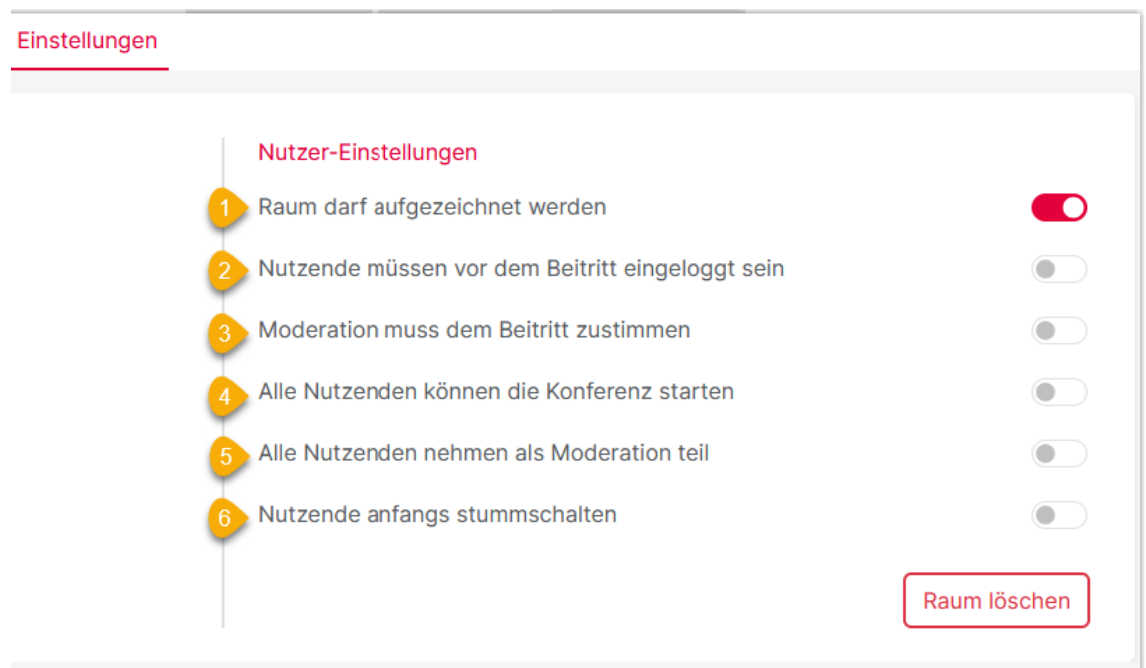 Einstellungen
Nutzer-Einstellungen
1 Raum darf aufgezeichnet werden
2 Nutzende müssen vor dem Beitritt eingeloggt sein
3 Moderation muss dem Beitritt zustimmen
4 Alle Nutzenden können die Konferenz starten
5 Alle Nutzenden nehmen als Moderation teil
6 Nutzende anfangs stummschalten
Raum löschen